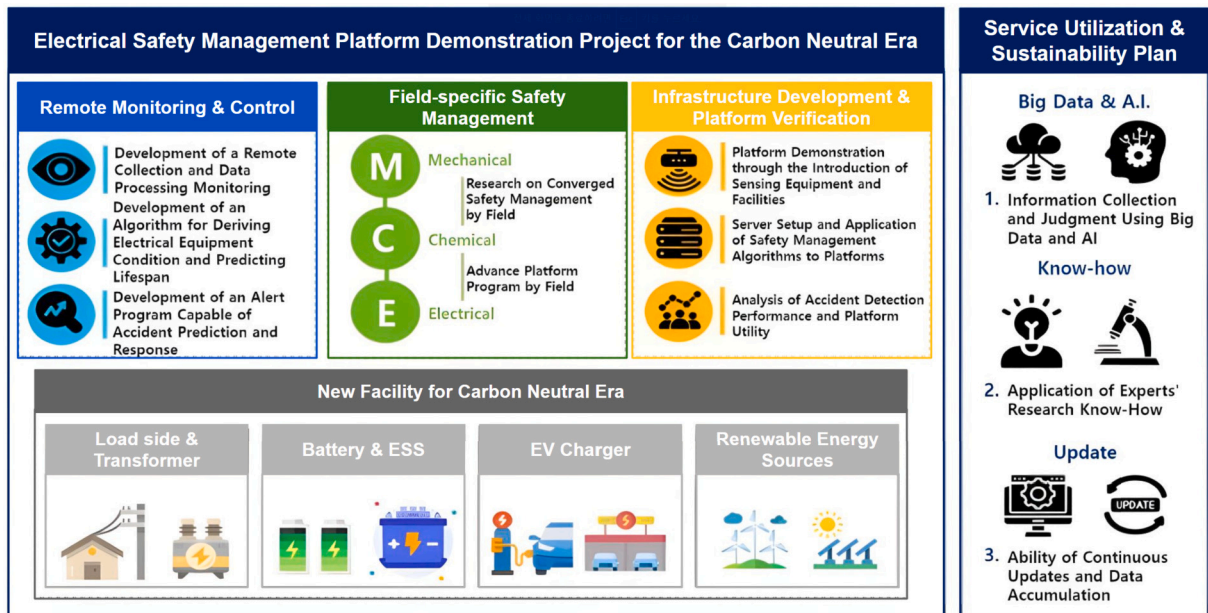 Electrical Safety Management Platform Demonstration Project for the Carbon Neutral Era
Remote Monitoring & Control
Development of a Remote
Collection and Data
Processing Monitoring
Development of an
Algorithm for Deriving
Electrical Equipment
Condition and Predicting
Lifespan
Development of an Alert
Program Capable of
Accident Prediction and
Response
Field-specific Safety
Management
M
Mechanical
Research on Converged
Safety Management
by Field
C
Chemical
Advance Platform
Program by Field
E
Electrical
Infrastructure Development &
Platform Verification
Platform Demonstration
through the Introduction of
Sensing Equipment and
Facilities
Server Setup and Application
of Safety Management
Algorithms to Platforms
Analysis of Accident Detection
Performance and Platform
Utility
New Facility for Carbon Neutral Era
Load side &
Transformer
Battery & ESS
EV Charger
Renewable Energy
Sources
Service Utilization &
Sustainability Plan
Big Data & A.I.
1. Information Collection
and Judgment Using Big
Data and AI
Know-how
2. Application of Experts'
Research Know-How
Update
UPDATE
3. Ability of Continuous
Updates and Data
Accumulation